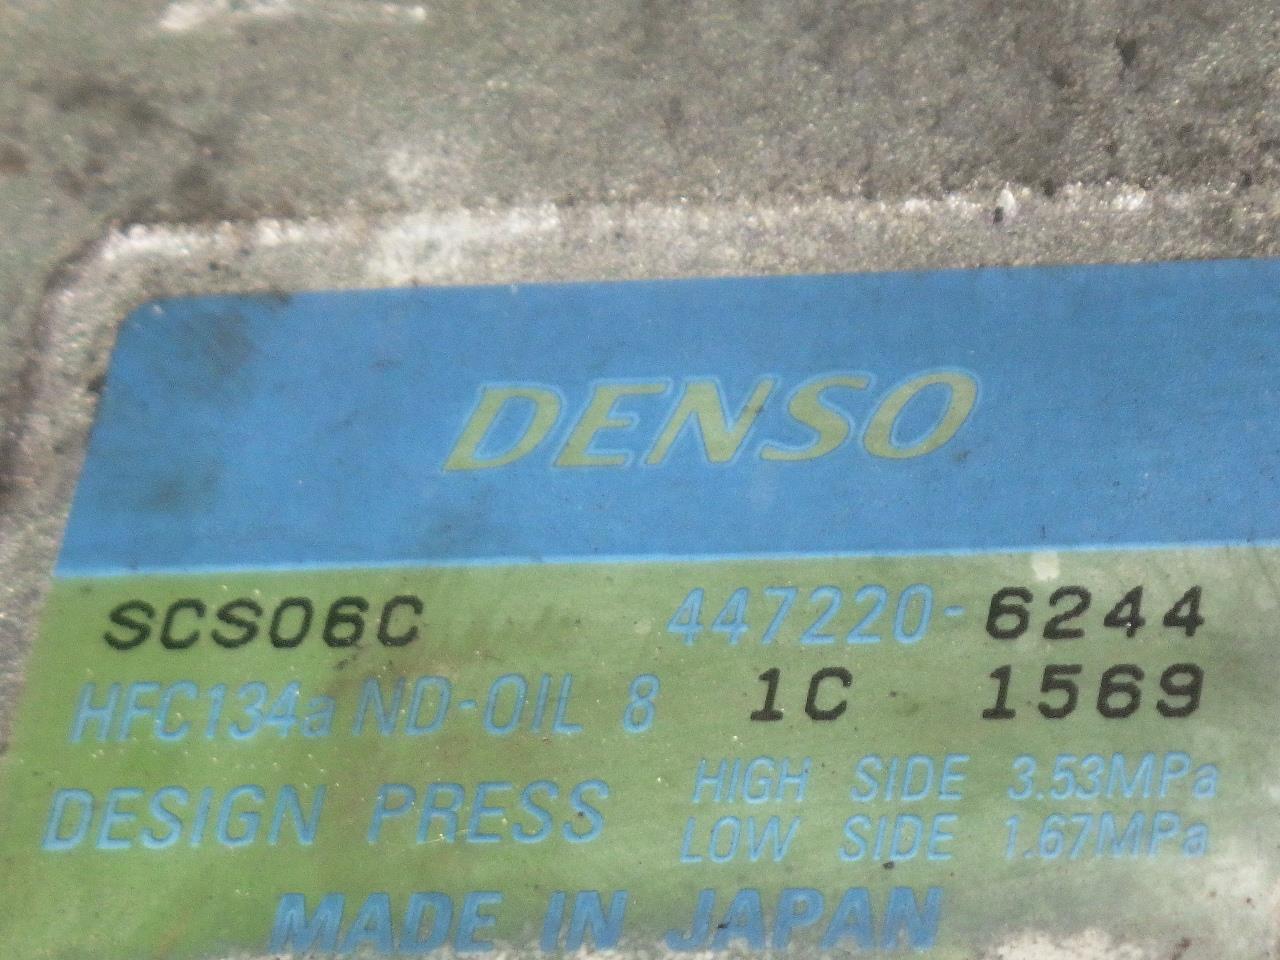 DENSO
SCS06C 447220-6244
HFC134a ND-OIL 8 1C 1569
DESIGN PRESS HIGH SIDE 3.53MPa
LOW SIDE 1.67MPa
MADE IN JAPAN